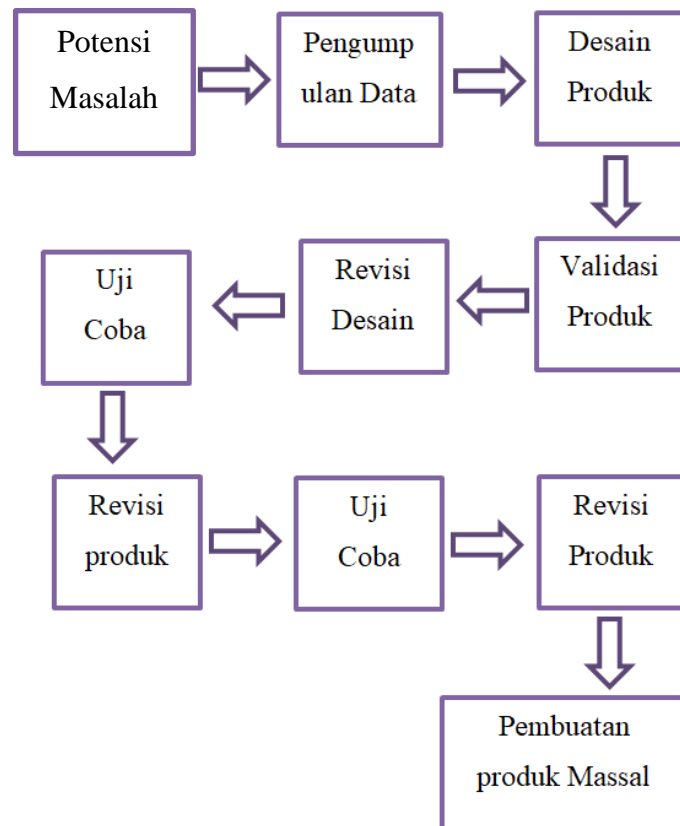 Potensi
Masalah
Pengump
ulan Data
Desain
Produk
Validasi
Produk
Revisi
Desain
Uji
Coba
Revisi
produk
Uji
Coba
Revisi
Produk
Pembuatan
produk Massal